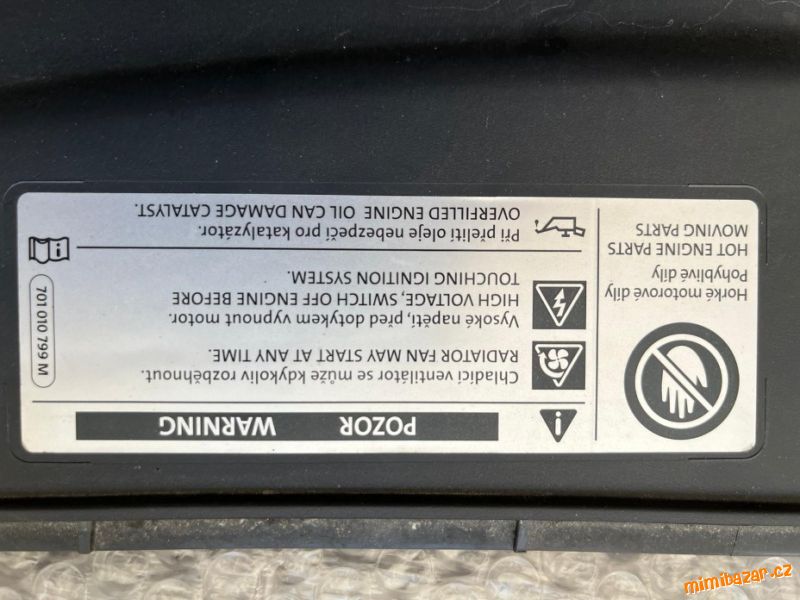 POZOR WARNING
Chladicí ventilátor se může kdykoliv rozběhnout.
RADIATOR FAN MAY START AT ANY TIME.
Vysoké napětí, před dotykem vypnout motor.
HIGH VOLTAGE, SWITCH OFF ENGINE BEFORE
TOUCHING IGNITION SYSTEM.
Při přelití oleje nebezpečí pro katalyzátor.
OVERFILLED ENGINE OIL CAN DAMAGE CATALYST.
Horké motorové díly
Pohyblivé díly
HOT ENGINE PARTS
MOVING PARTS
701 010 799 M
mimibazar.cz